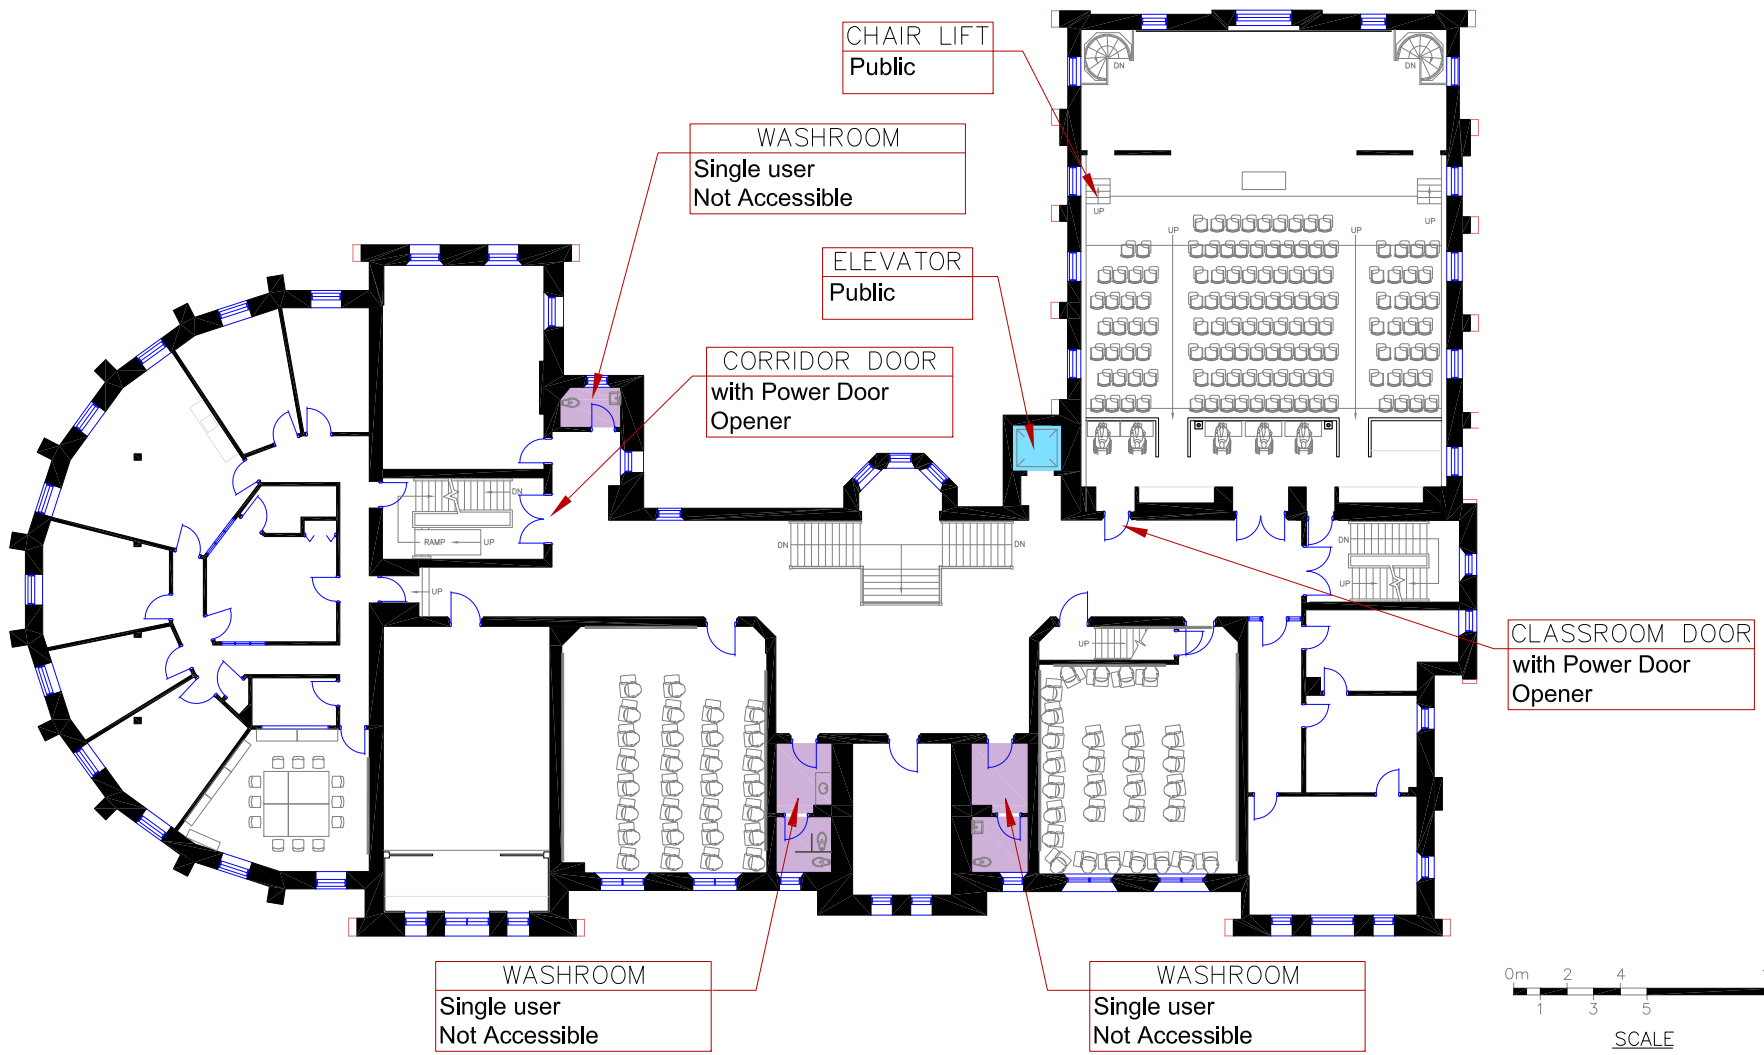 CHAIR LIFT
Public
DN
DN
WASHROOM
Single user
Not Accessible
UP
UP
UP
UP
ELEVATOR
Public
CORRIDOR DOOR
with Power Door
Opener
DN
RAMP
UP
DN
DN
DN
UP
UP
UP
CLASSROOM DOOR
with Power Door
Opener
WASHROOM
Single user
Not Accessible
WASHROOM
Single user
Not Accessible
0m 2 4
1 3 5
SCALE